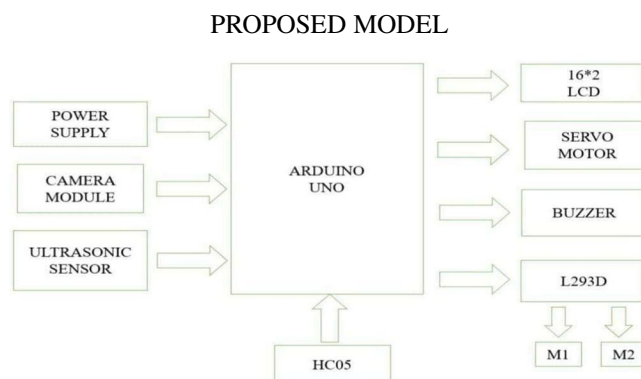 PROPOSED MODEL
POWER
SUPPLY
CAMERA
MODULE
ULTRASONIC
SENSOR
ARDUINO
UNO
HC05
16*2
LCD
SERVO
MOTOR
BUZZER
L293D
M1
M2